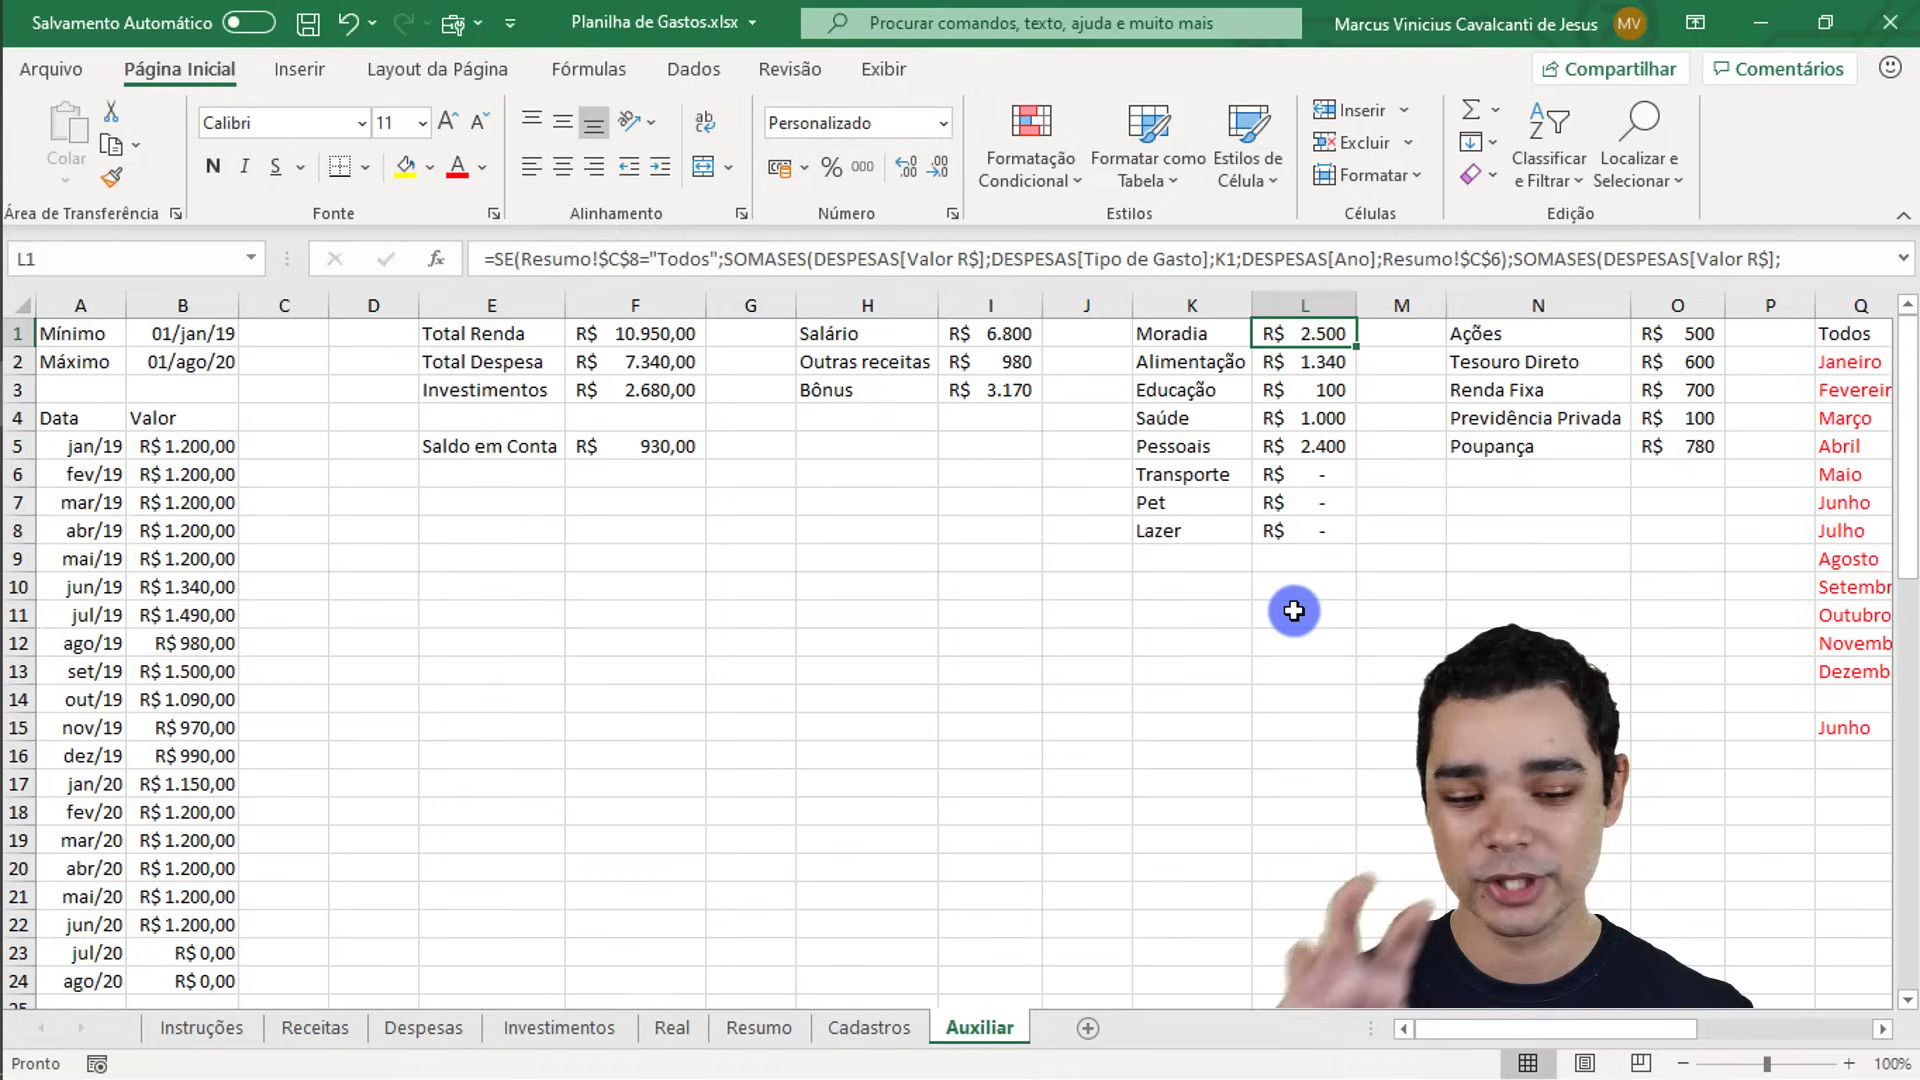 Salvamento Automático
Planilha de Gastos.xlsx
Procurar comandos, texto, ajuda e muito mais
Marcus Vinicius Cavalcanti de Jesus MV
Arquivo Página Inicial Inserir Layout da Página Fórmulas Dados Revisão Exibir Compartilhar Comentários
Colar
Calibri 11
N I S
Personalizado
% 000
Formatação Condicional
Formatar como Tabela
Estilos de Célula
Inserir
Excluir
Formatar
Classificar e Filtrar
Localizar e Selecionar
Área de Transferência Fonte Alinhamento Número Estilos Células Edição
L1 fx =SE(Resumo!$C$8="Todos";SOMASES(DESPESAS[Valor R$];DESPESAS[Tipo de Gasto];K1;DESPESAS[Ano];Resumo!$C$6);SOMASES(DESPESAS[Valor R$];
A B C D E F G H I J K L M N O P Q
1 Mínimo 01/jan/19 Total Renda R$ 10.950,00 Salário R$ 6.800 Moradia R$ 2.500 Ações R$ 500 Todos
2 Máximo 01/ago/20 Total Despesa R$ 7.340,00 Outras receitas R$ 980 Alimentação R$ 1.340 Tesouro Direto R$ 600 Janeiro
3 Investimentos R$ 2.680,00 Bônus R$ 3.170 Educação R$ 100 Renda Fixa R$ 700 Fevereir
4 Data Valor Saúde R$ 1.000 Previdência Privada R$ 100 Março
5 jan/19 R$ 1.200,00 Saldo em Conta R$ 930,00 Pessoais R$ 2.400 Poupança R$ 780 Abril
6 fev/19 R$ 1.200,00 Transporte R$ - Maio
7 mar/19 R$ 1.200,00 Pet R$ - Junho
8 abr/19 R$ 1.200,00 Lazer R$ - Julho
9 mai/19 R$ 1.200,00 Agosto
10 jun/19 R$ 1.340,00 Setembr
11 jul/19 R$ 1.490,00 Outubro
12 ago/19 R$ 980,00 Novemb
13 set/19 R$ 1.500,00 Dezemb
14 out/19 R$ 1.090,00
15 nov/19 R$ 970,00 Junho
16 dez/19 R$ 990,00
17 jan/20 R$ 1.150,00
18 fev/20 R$ 1.200,00
19 mar/20 R$ 1.200,00
20 abr/20 R$ 1.200,00
21 mai/20 R$ 1.200,00
22 jun/20 R$ 1.200,00
23 jul/20 R$ 0,00
24 ago/20 R$ 0,00
Instruções Receitas Despesas Investimentos Real Resumo Cadastros Auxiliar
Pronto 100%